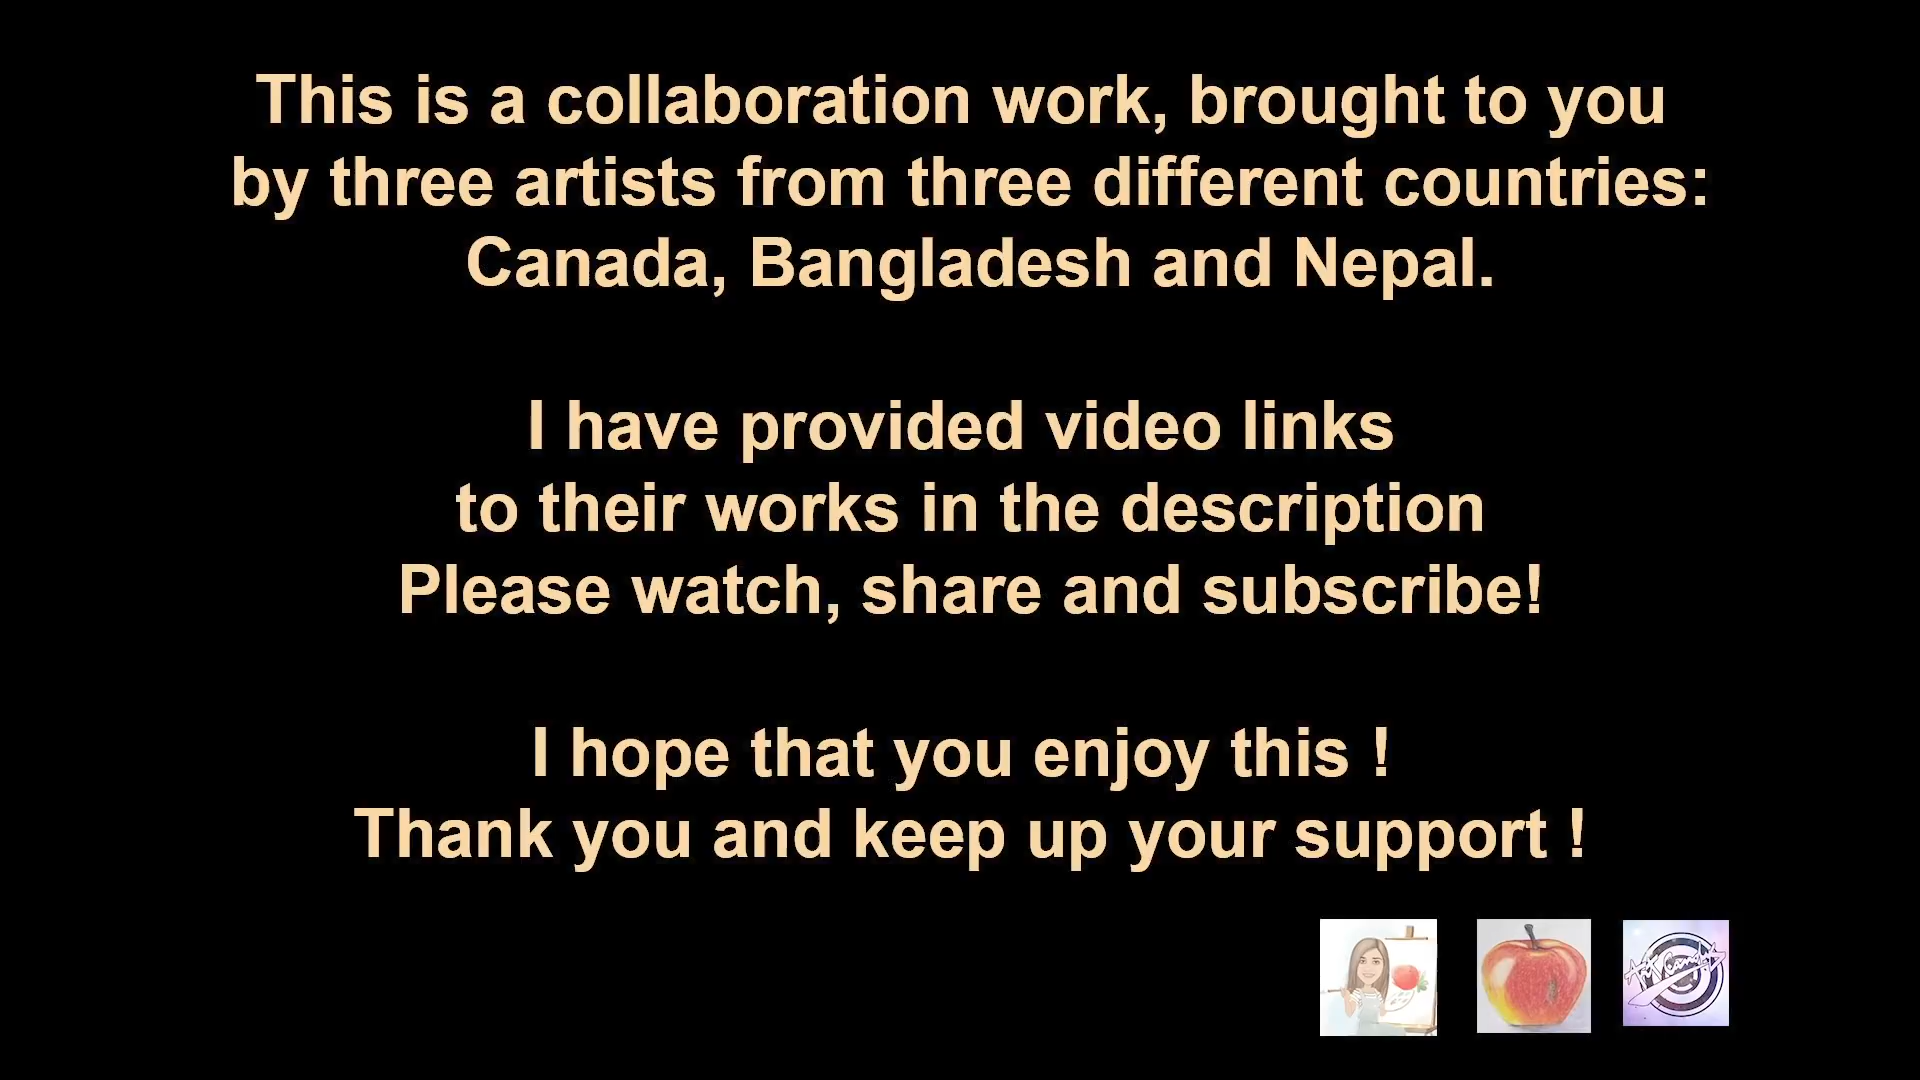 This is a collaboration work, brought to you
by three artists from three different countries:
Canada, Bangladesh and Nepal.
I have provided video links
to their works in the description
Please watch, share and subscribe!
I hope that you enjoy this !
Thank you and keep up your support !